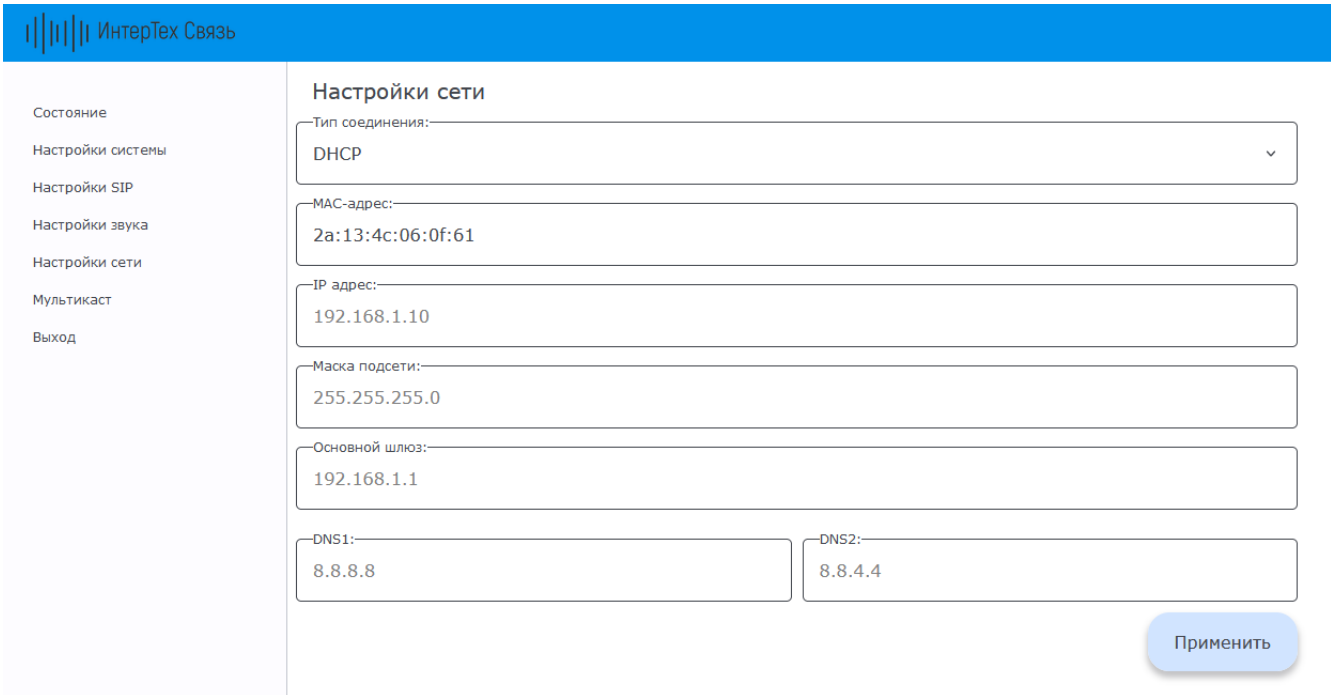 ИнтерТех Связь
Состояние
Настройки системы
Настройки SIP
Настройки звука
Настройки сети
Мультикаст
Выход
Настройки сети
Тип соединения:
DHCP
MAC-адрес:
2a:13:4c:06:0f:61
IP адрес:
192.168.1.10
Маска подсети:
255.255.255.0
Основной шлюз:
192.168.1.1
DNS1:
8.8.8.8
DNS2:
8.8.4.4
Применить